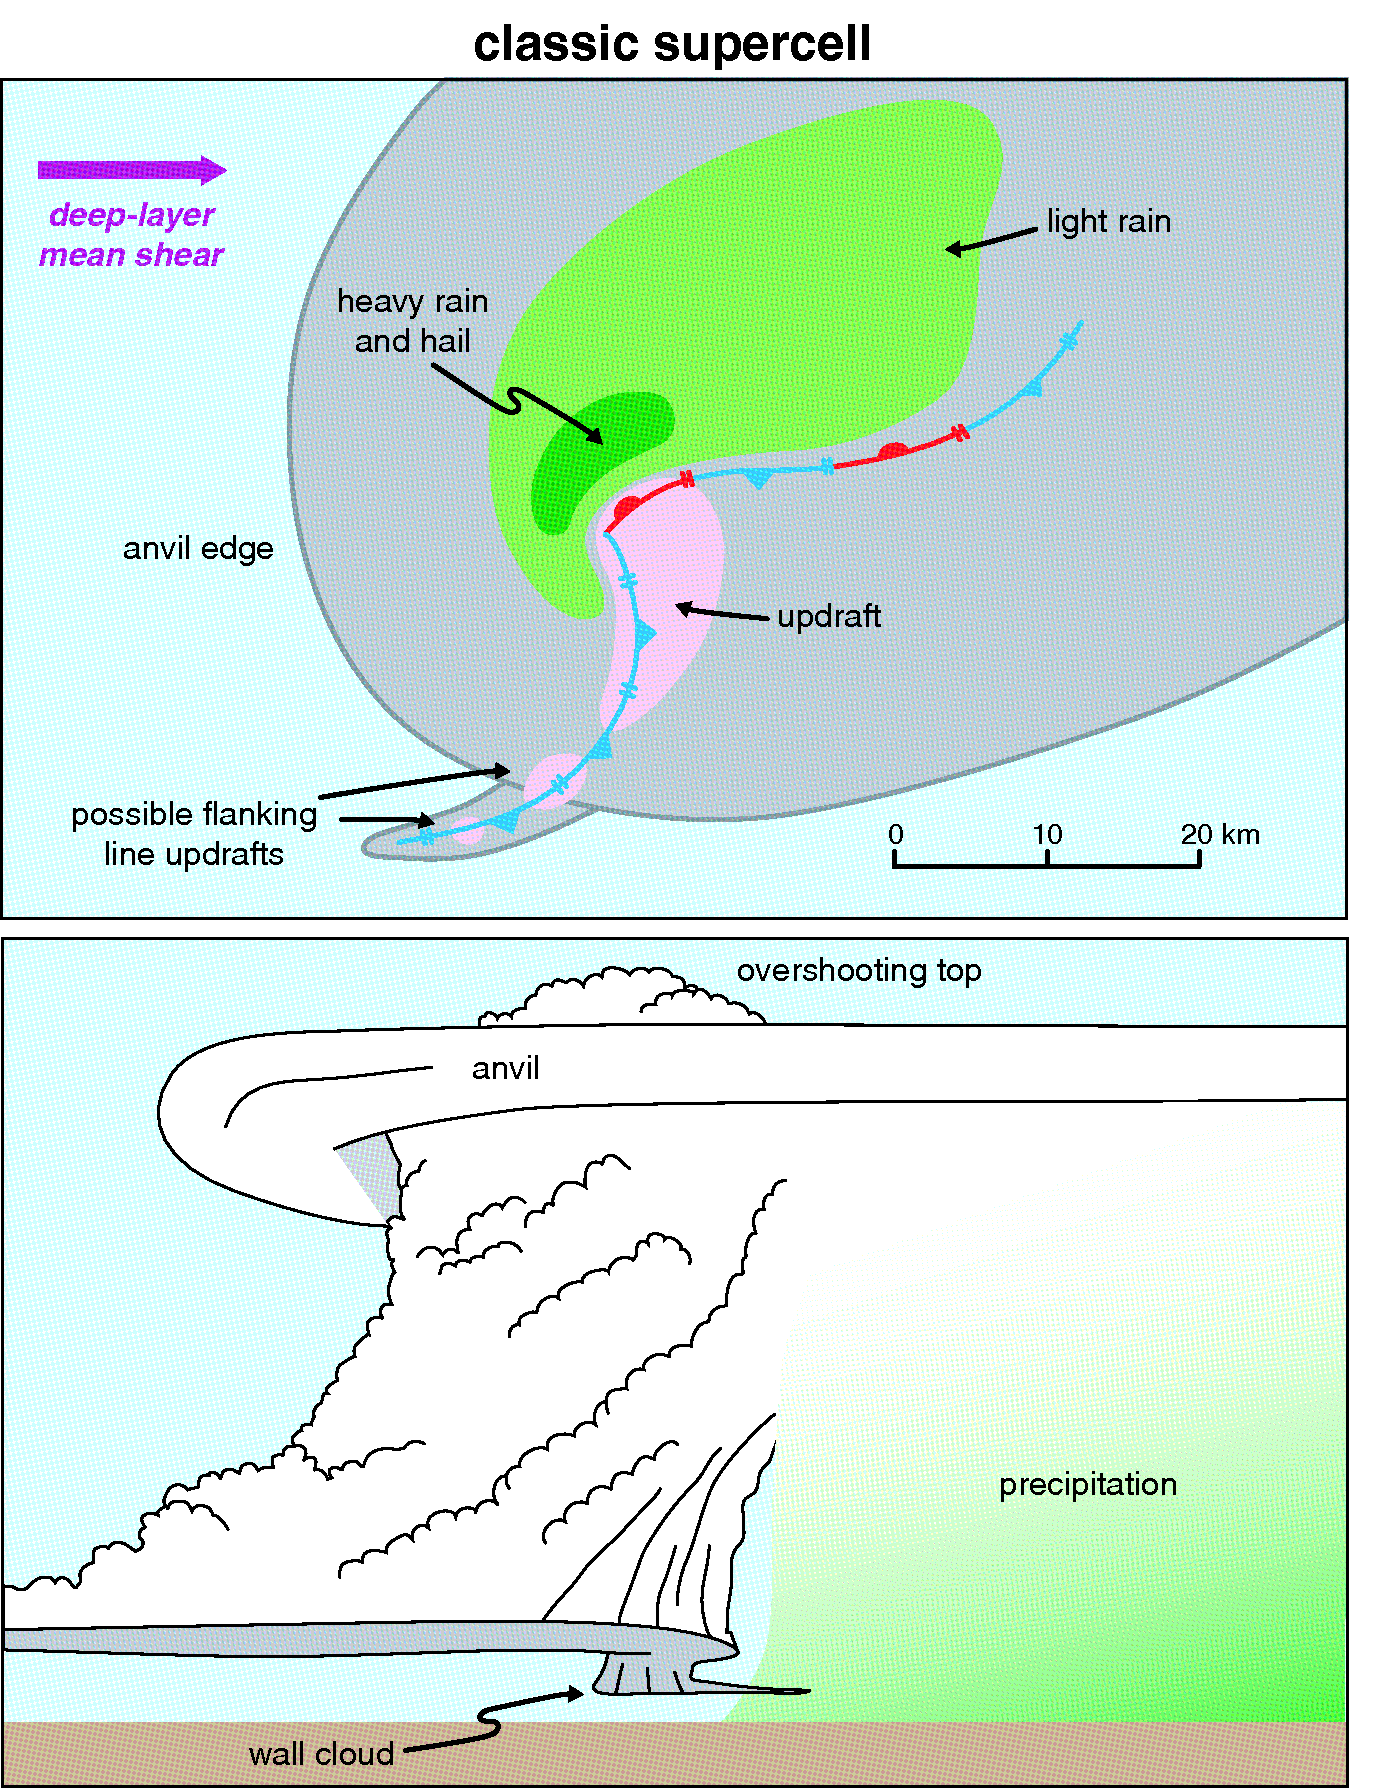 classic supercell
deep-layer
mean shear
light rain
heavy rain
and hail
anvil edge
updraft
possible flanking
line updrafts
0 10 20 km
overshooting top
anvil
precipitation
wall cloud